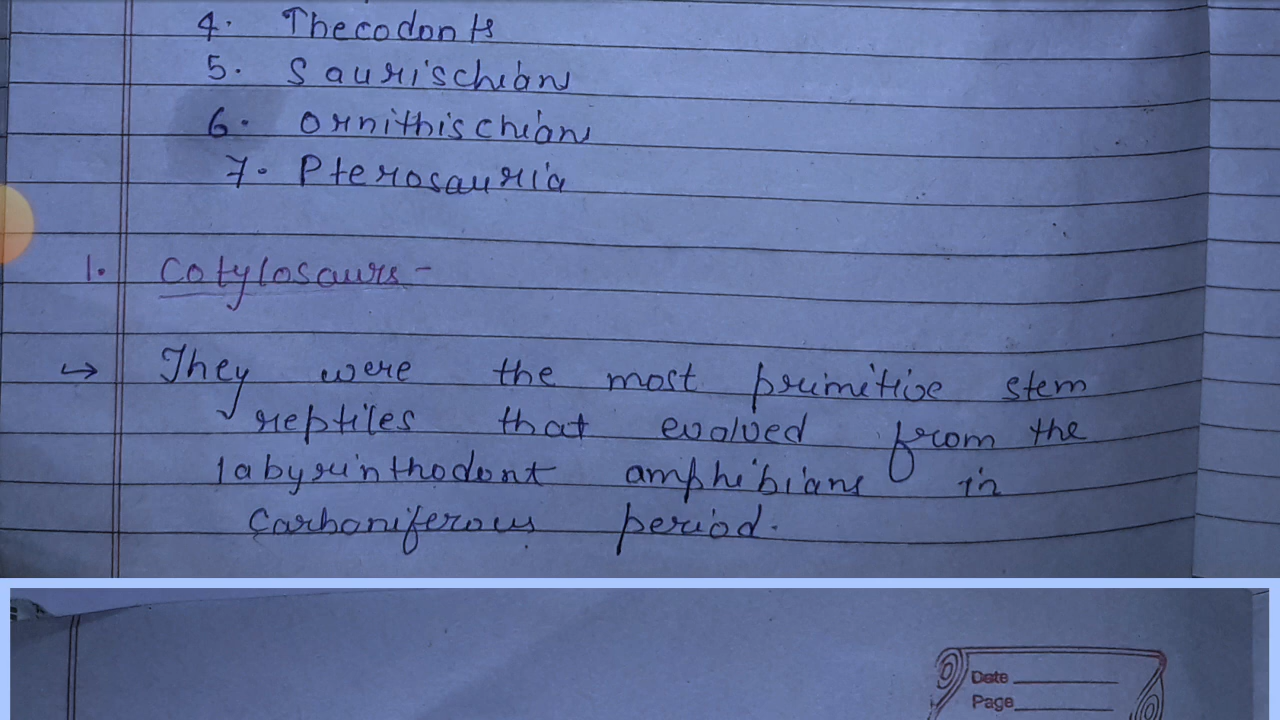 4. Thecodonts
5. Saurischians
6. Ornithischians
7. Pterosauria
1. Cotylosaurs -
→ They were the most primitive stem
reptiles that evolved from the
labyrinthodont amphibians in
Carboniferous period.
Date
Page